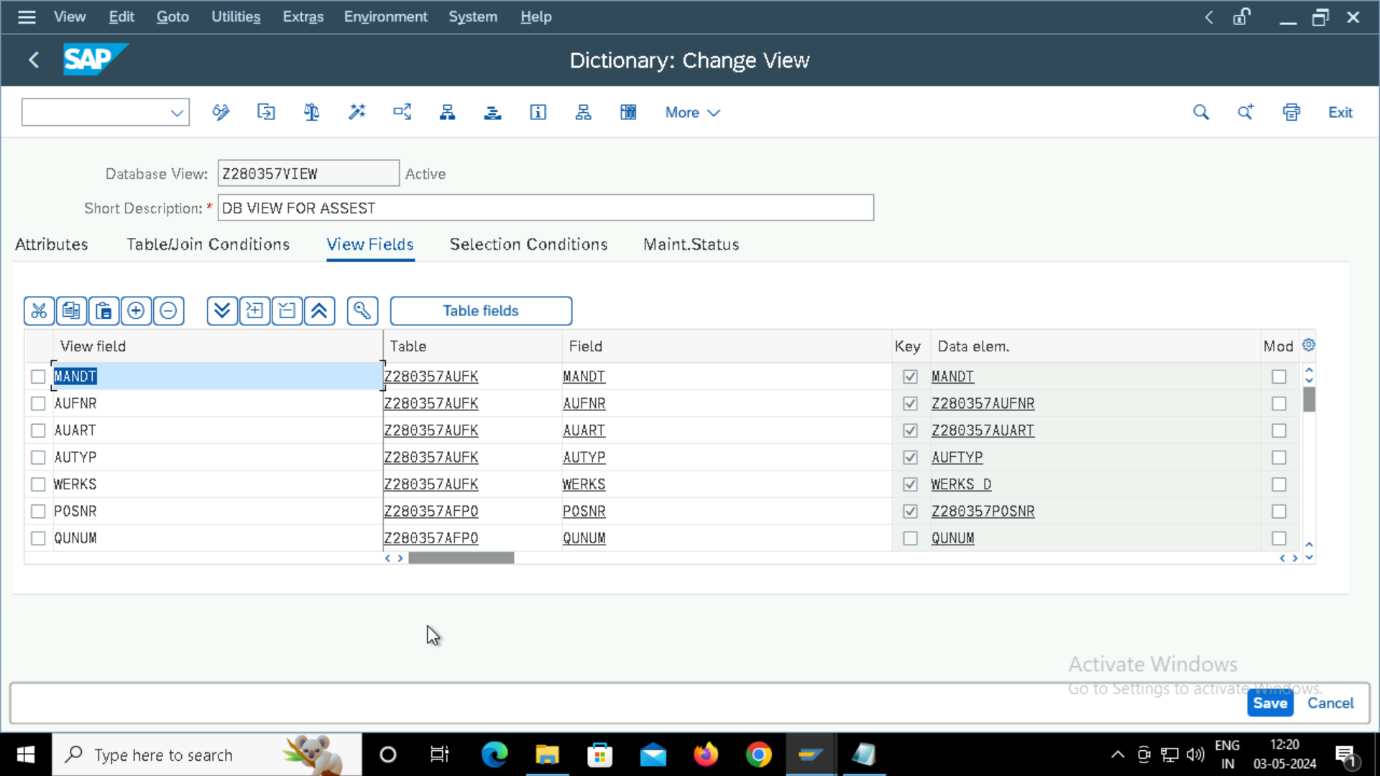 View Edit Goto Utilities Extras Environment System Help
SAP
Dictionary: Change View
More
Exit
Database View: Z280357VIEW Active
Short Description: * DB VIEW FOR ASSEST
Attributes Table/Join Conditions View Fields Selection Conditions Maint.Status
Table fields
View field Table Field Key Data elem. Mod
MANDT Z280357AUFK MANDT MANDT
AUFNR Z280357AUFK AUFNR Z280357AUFNR
AUART Z280357AUFK AUART Z280357AUART
AUTYP Z280357AUFK AUTYP AUFTYP
WERKS Z280357AUFK WERKS WERKS D
POSNR Z280357AFPO POSNR Z280357POSNR
QUNUM Z280357AFPO QUNUM QUNUM
Activate Windows
Go to Settings to activate Windows.
Save Cancel
Type here to search
ENG
IN
12:20
03-05-2024
1